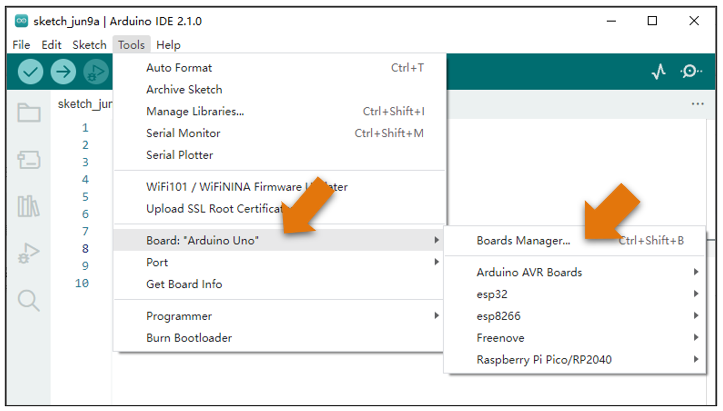 sketch_jun9a | Arduino IDE 2.1.0
File Edit Sketch Tools Help
sketch_jun
1
2
3
4
5
6
7
8
9
10
Auto Format Ctrl+T
Archive Sketch
Manage Libraries... Ctrl+Shift+I
Serial Monitor Ctrl+Shift+M
Serial Plotter
WiFi101 / WiFiNINA Firmware Updater
Upload SSL Root Certificat
Board: "Arduino Uno"
Port
Get Board Info
Programmer
Burn Bootloader
Boards Manager... Ctrl+Shift+B
Arduino AVR Boards
esp32
esp8266
Freenove
Raspberry Pi Pico/RP2040